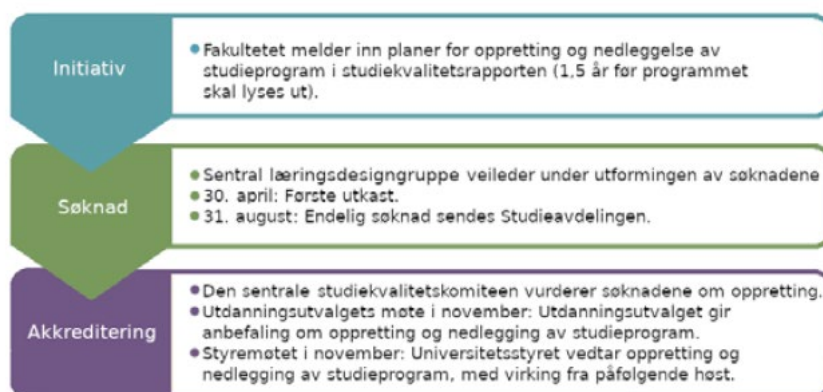 Initiativ
• Fakultetet melder inn planer for oppretting og nedleggelse av
studieprogram i studiekvalitetsrapporten (1,5 år før programmet
skal lyses ut).
Søknad
• Sentral læringsdesigngruppe veileder under utformingen av søknadene
• 30. april: Første utkast.
• 31. august: Endelig søknad sendes Studieavdelingen.
Akkreditering
• Den sentrale studiekvalitetskomiteen vurderer søknadene om oppretting.
• Utdanningsutvalgets møte i november: Utdanningsutvalget gir
anbefaling om oppretting og nedlegging av studieprogram.
• Styremøtet i november: Universitetsstyret vedtar oppretting og
nedlegging av studieprogram, med virking fra påfølgende høst.